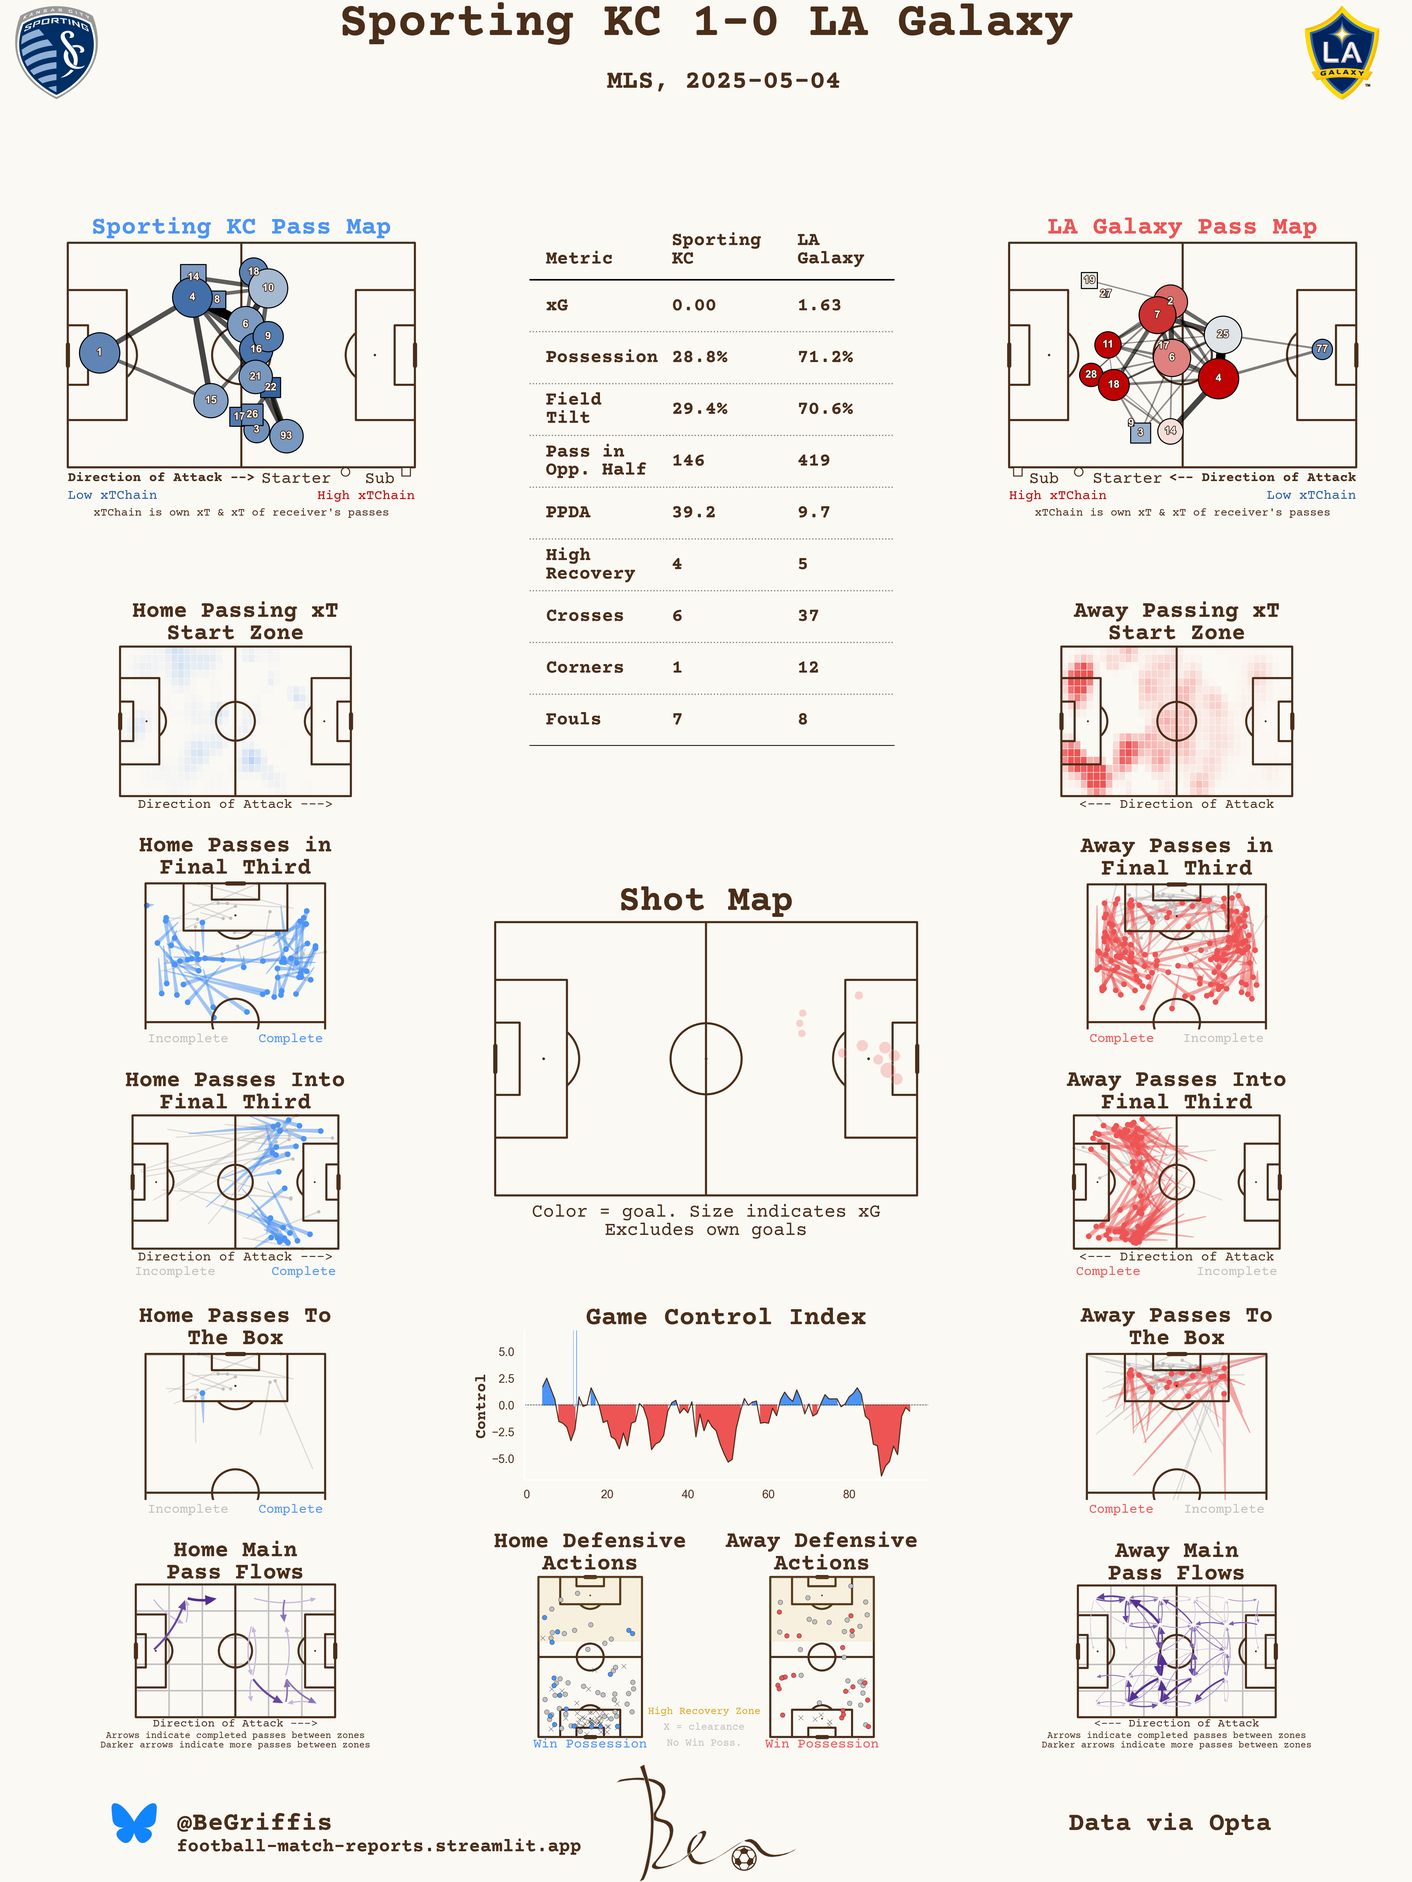 KANSAS CITY
SPORTING
Sporting KC 1-0 LA Galaxy
LA
GALAXY
MLS, 2025-05-04
Sporting KC Pass Map
14
18
10
4
8
6
9
1
16
21
22
15
17
26
3
93
Direction of Attack --> Starter Sub
Low xTChain High xTChain
xTChain is own xT & xT of receiver's passes
Metric Sporting KC LA Galaxy
xG 0.00 1.63
Possession 28.8% 71.2%
Field Tilt 29.4% 70.6%
Pass in Opp. Half 146 419
PPDA 39.2 9.7
High Recovery 4 5
Crosses 6 37
Corners 1 12
Fouls 7 8
LA Galaxy Pass Map
19
27
2
7
25
11
17
6
77
28
18
4
9
3
14
Sub Starter <-- Direction of Attack
High xTChain Low xTChain
xTChain is own xT & xT of receiver's passes
Home Passing xT
Start Zone
Direction of Attack --->
Away Passing xT
Start Zone
<--- Direction of Attack
Home Passes in
Final Third
Incomplete Complete
Away Passes in
Final Third
Complete Incomplete
Shot Map
Color = goal. Size indicates xG
Excludes own goals
Home Passes Into
Final Third
Direction of Attack --->
Incomplete Complete
Away Passes Into
Final Third
<--- Direction of Attack
Complete Incomplete
Game Control Index
Control
5.0
2.5
0.0
−2.5
−5.0
0 20 40 60 80
Home Passes To
The Box
Incomplete Complete
Away Passes To
The Box
Complete Incomplete
Home Main
Pass Flows
Direction of Attack --->
Arrows indicate completed passes between zones
Darker arrows indicate more passes between zones
Home Defensive
Actions
Win Possession
High Recovery Zone
X = clearance
No Win Poss.
Away Defensive
Actions
Win Possession
Away Main
Pass Flows
<--- Direction of Attack
Arrows indicate completed passes between zones
Darker arrows indicate more passes between zones
@BeGriffis
football-match-reports.streamlit.app
Ben
Data via Opta